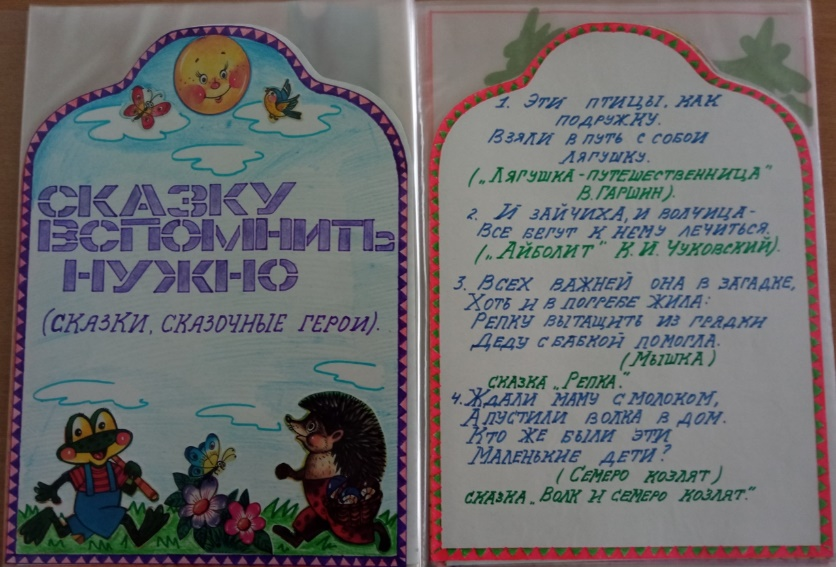 СКАЗКУ
ВСПОМНИТЬ
НУЖНО
(СКАЗКИ, СКАЗОЧНЫЕ ГЕРОИ).
1. ЭТИ ПТИЦЫ, КАК
ПОДРУЖКУ.
ВЗЯЛИ В ПУТЬ С СОБОЙ
ЛЯГУШКУ.
(„ЛЯГУШКА-ПУТЕШЕСТВЕННИЦА"
В.ГАРШИН).
2. И ЗАЙЧИХА, И ВОЛЧИЦА-
ВСЕ БЕГУТ К НЕМУ ЛЕЧИТЬСЯ.
(„АЙБОЛИТ" К.И.ЧУКОВСКИЙ).
3. ВСЕХ ВАЖНЕЙ ОНА В ЗАГАДКЕ,
ХОТЬ И В ПОГРЕБЕ ЖИЛА:
РЕПКУ ВЫТАЩИТЬ ИЗ ГРЯДКИ
ДЕДУ С БАБКОЙ ПОМОГЛА.
(МЫШКА)
СКАЗКА „РЕПКА."
4. ЖДАЛИ МАМУ С МОЛОКОМ,
А ПУСТИЛИ ВОЛКА В ДОМ.
КТО ЖЕ БЫЛИ ЭТИ
МАЛЕНЬКИЕ ДЕТИ?
(СЕМЕРО КОЗЛЯТ)
СКАЗКА „ВОЛК И СЕМЕРО КОЗЛЯТ."